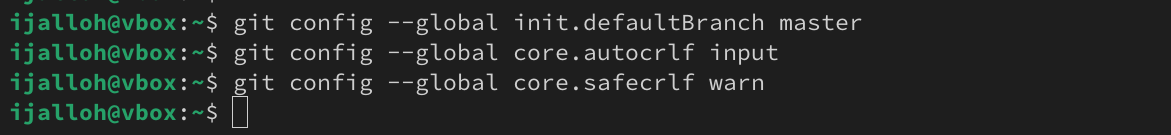 ijalloh@vbox:~$ git config --global init.defaultBranch master
ijalloh@vbox:~$ git config --global core.autocrlf input
ijalloh@vbox:~$ git config --global core.safecrlf warn
ijalloh@vbox:~$